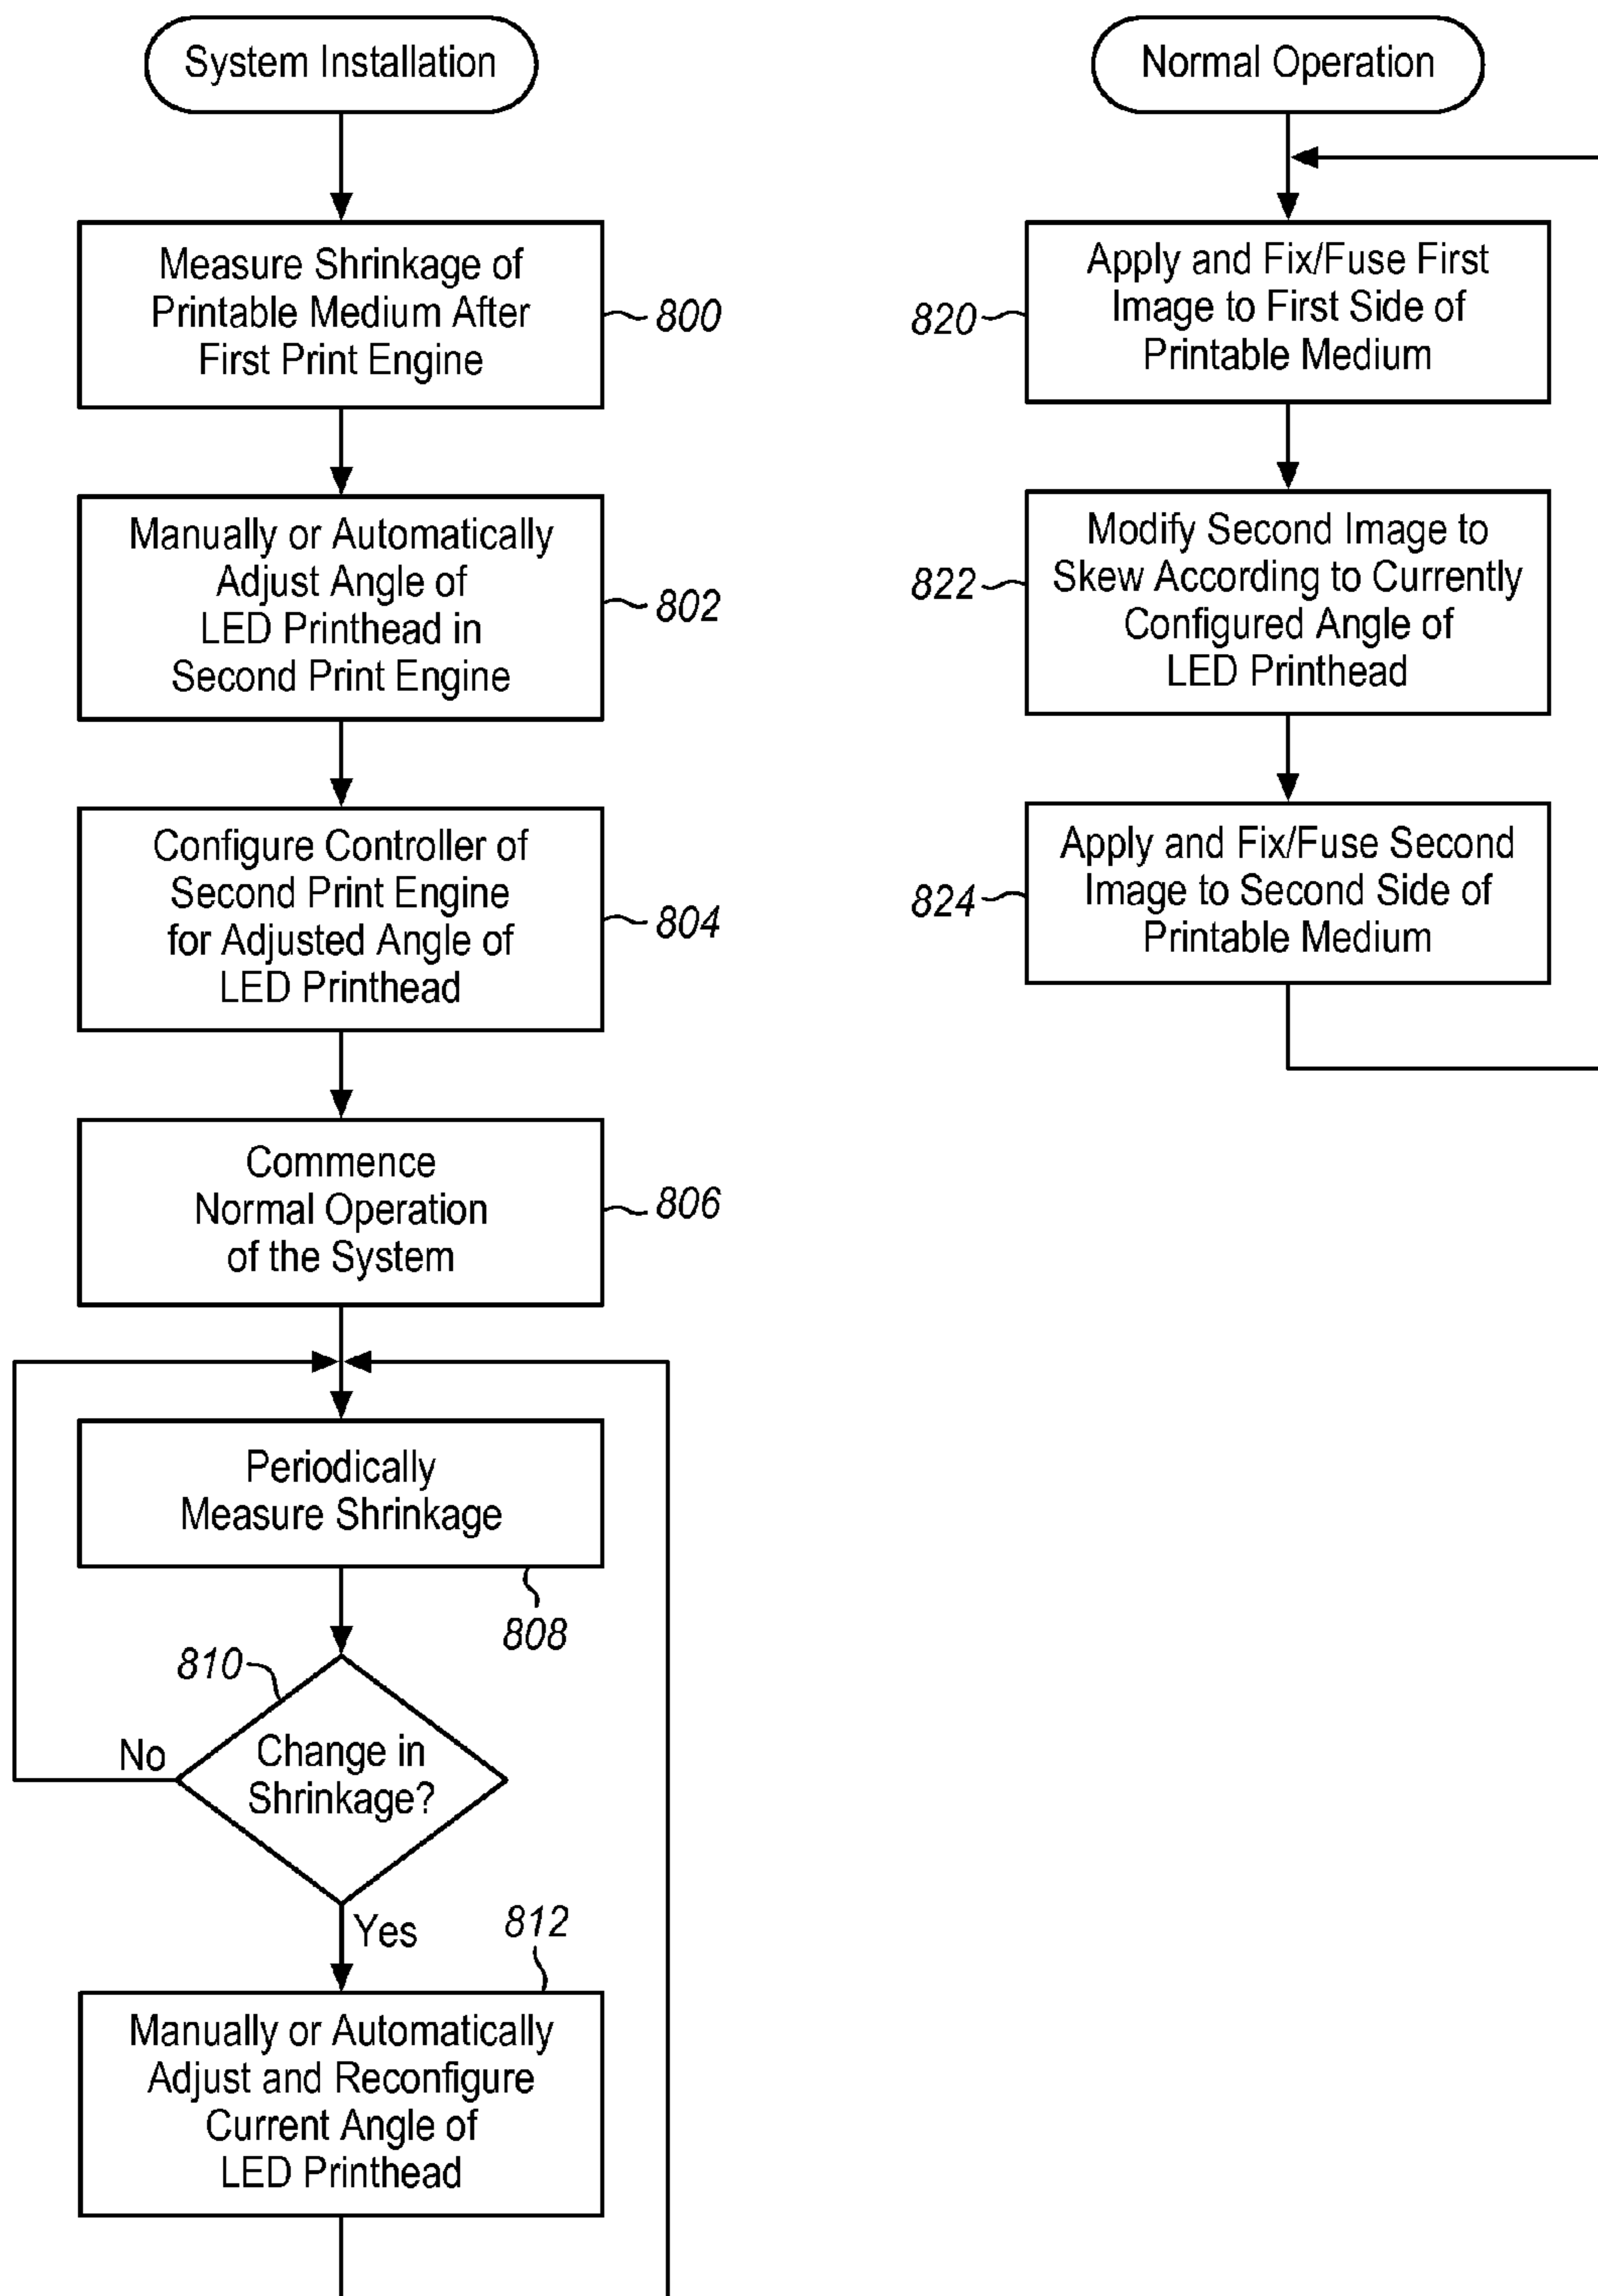 System Installation
Measure Shrinkage of
Printable Medium After
First Print Engine
800
Manually or Automatically
Adjust Angle of
LED Printhead in
Second Print Engine
802
Configure Controller of
Second Print Engine
for Adjusted Angle of
LED Printhead
804
Commence
Normal Operation
of the System
806
Periodically
Measure Shrinkage
808
810
Change in
Shrinkage?
No
Yes
812
Manually or Automatically
Adjust and Reconfigure
Current Angle of
LED Printhead
Normal Operation
Apply and Fix/Fuse First
Image to First Side of
Printable Medium
820
Modify Second Image to
Skew According to Currently
Configured Angle of
LED Printhead
822
Apply and Fix/Fuse Second
Image to Second Side of
Printable Medium
824